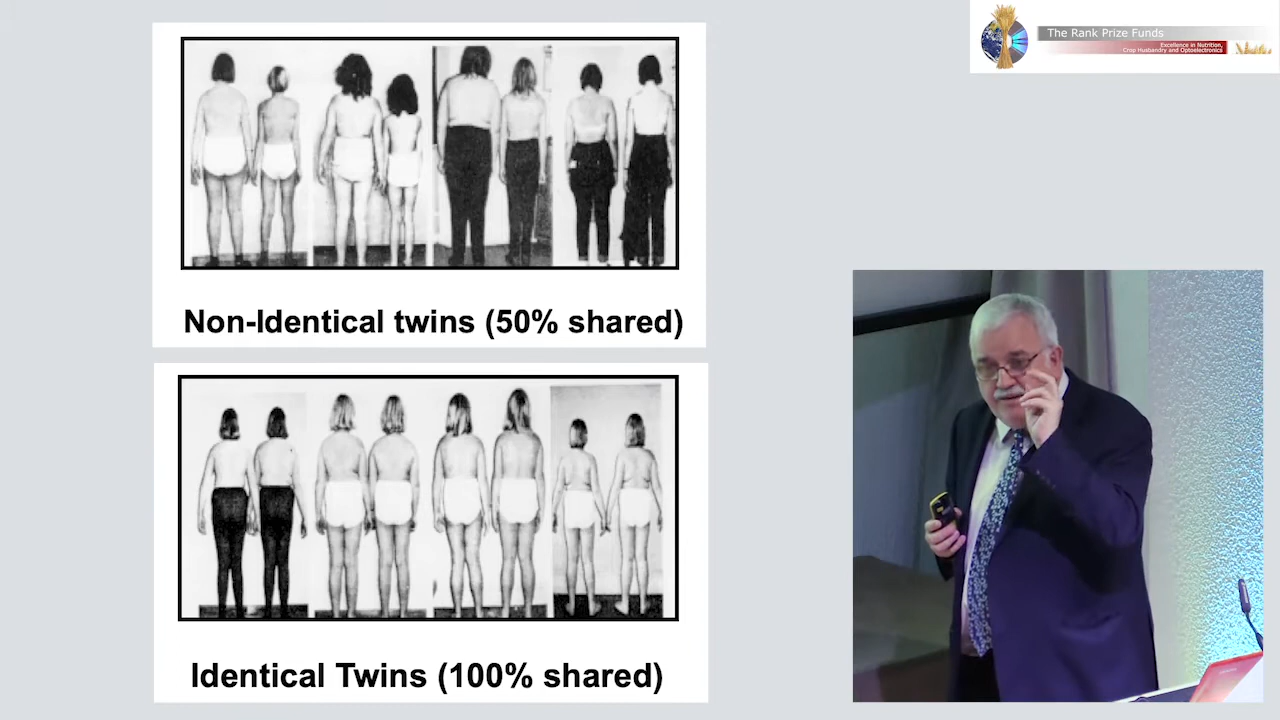 The Rank Prize Funds
Excellence in Nutrition,
Crop Husbandry and Optoelectronics
Non-Identical twins (50% shared)
Identical Twins (100% shared)